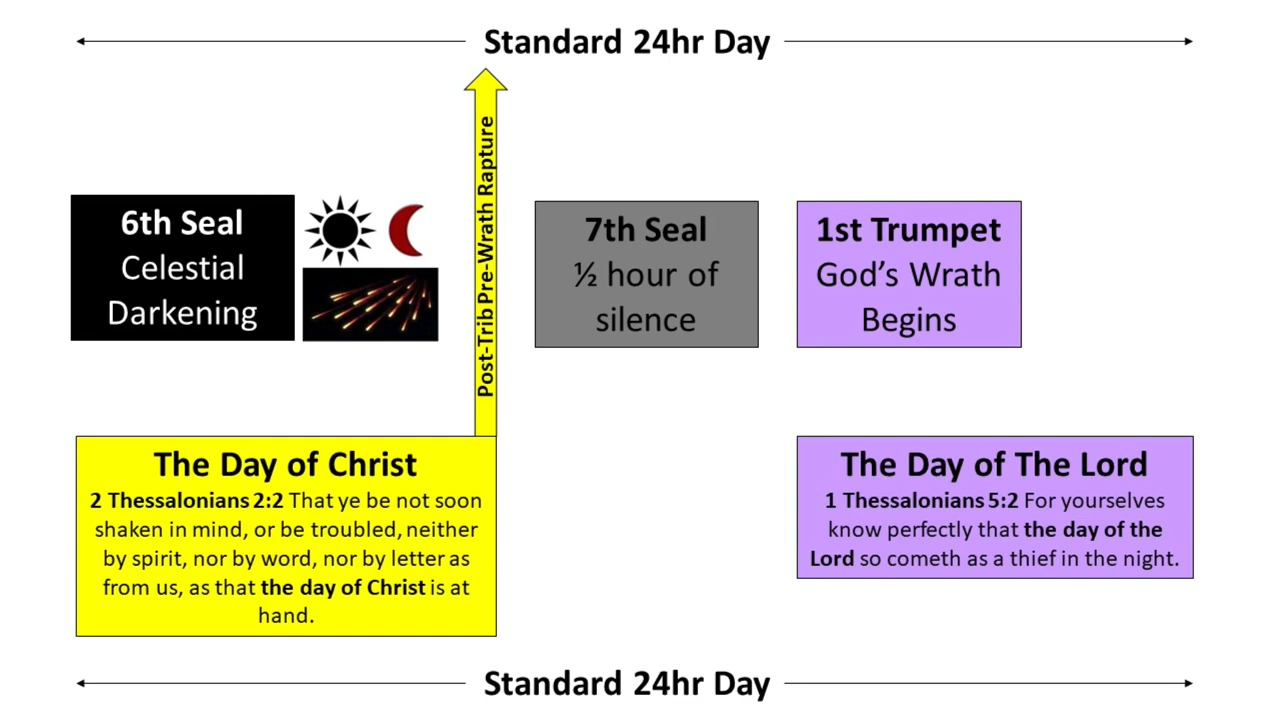 Standard 24hr Day
Post-Trib Pre-Wrath Rapture
6th Seal
Celestial
Darkening
7th Seal
½ hour of
silence
1st Trumpet
God’s Wrath
Begins
The Day of Christ
2 Thessalonians 2:2 That ye be not soon
shaken in mind, or be troubled, neither
by spirit, nor by word, nor by letter as
from us, as that the day of Christ is at
hand.
The Day of The Lord
1 Thessalonians 5:2 For yourselves
know perfectly that the day of the
Lord so cometh as a thief in the night.
Standard 24hr Day